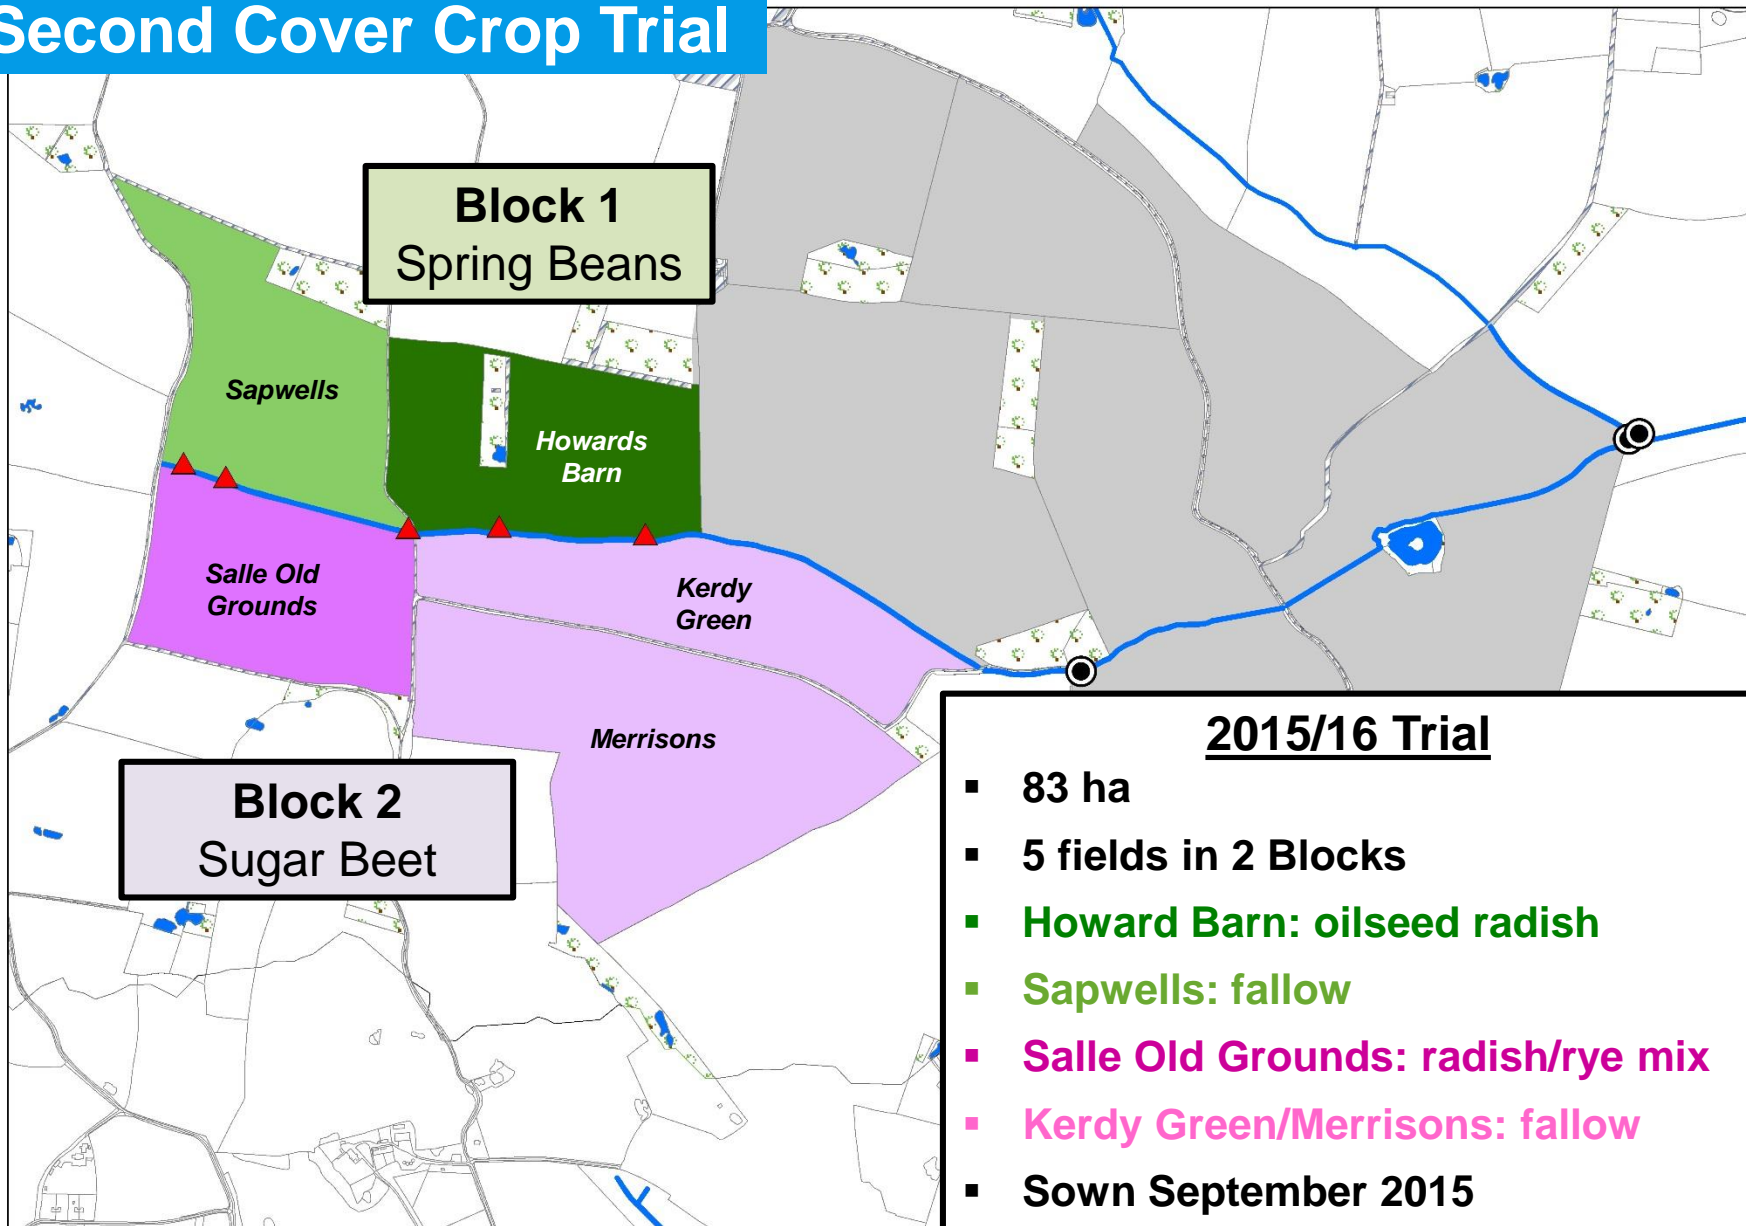 Second Cover Crop Trial
Block 1
Spring Beans
Sapwells
Howards
Barn
Salle Old
Grounds
Kerdy
Green
Merrisons
Block 2
Sugar Beet
2015/16 Trial
▪ 83 ha
▪ 5 fields in 2 Blocks
▪ Howard Barn: oilseed radish
▪ Sapwells: fallow
▪ Salle Old Grounds: radish/rye mix
▪ Kerdy Green/Merrisons: fallow
▪ Sown September 2015